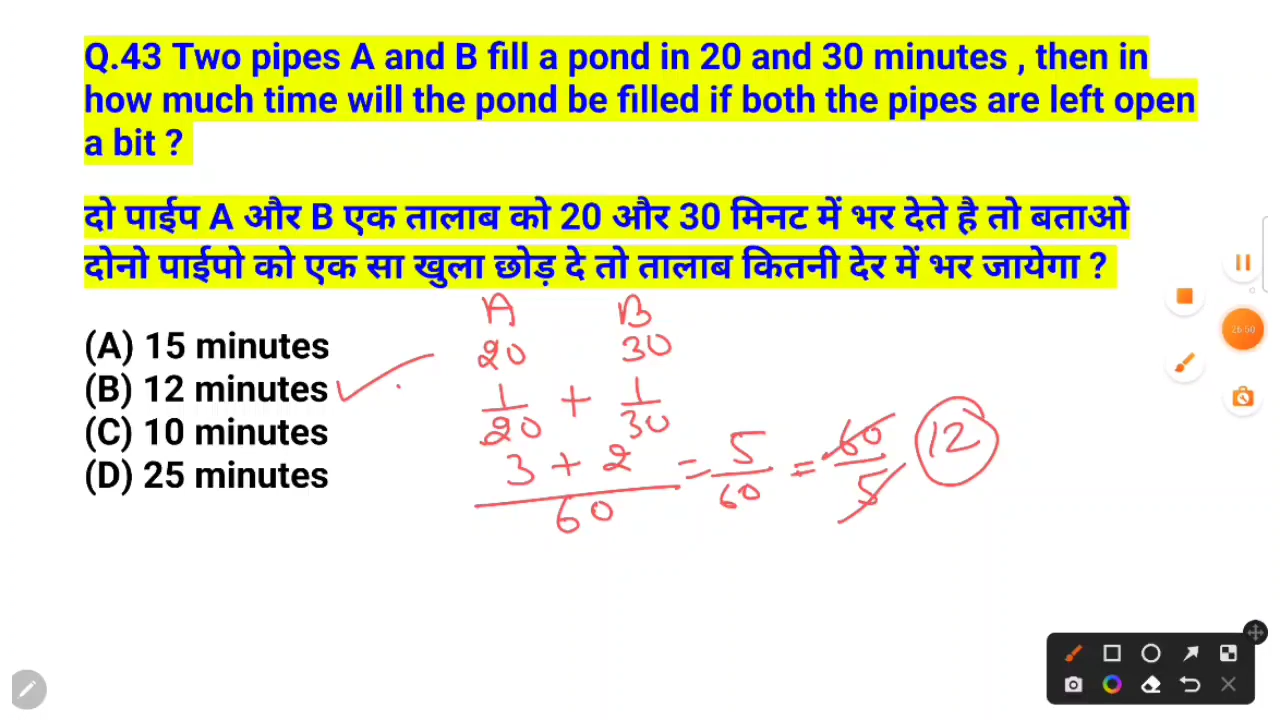 Q.43 Two pipes A and B fill a pond in 20 and 30 minutes , then in
how much time will the pond be filled if both the pipes are left open
a bit ?
दो पाईप A और B एक तालाब को 20 और 30 मिनट में भर देते है तो बताओ
दोनो पाईपो को एक सा खुला छोड़ दे तो तालाब कितनी देर में भर जायेगा ?
A B
(A) 15 minutes
20 30
(B) 12 minutes
1/20 + 1/30
(C) 10 minutes
(3 + 2)/60 = 5/60 = 60/5 12
(D) 25 minutes
26:50